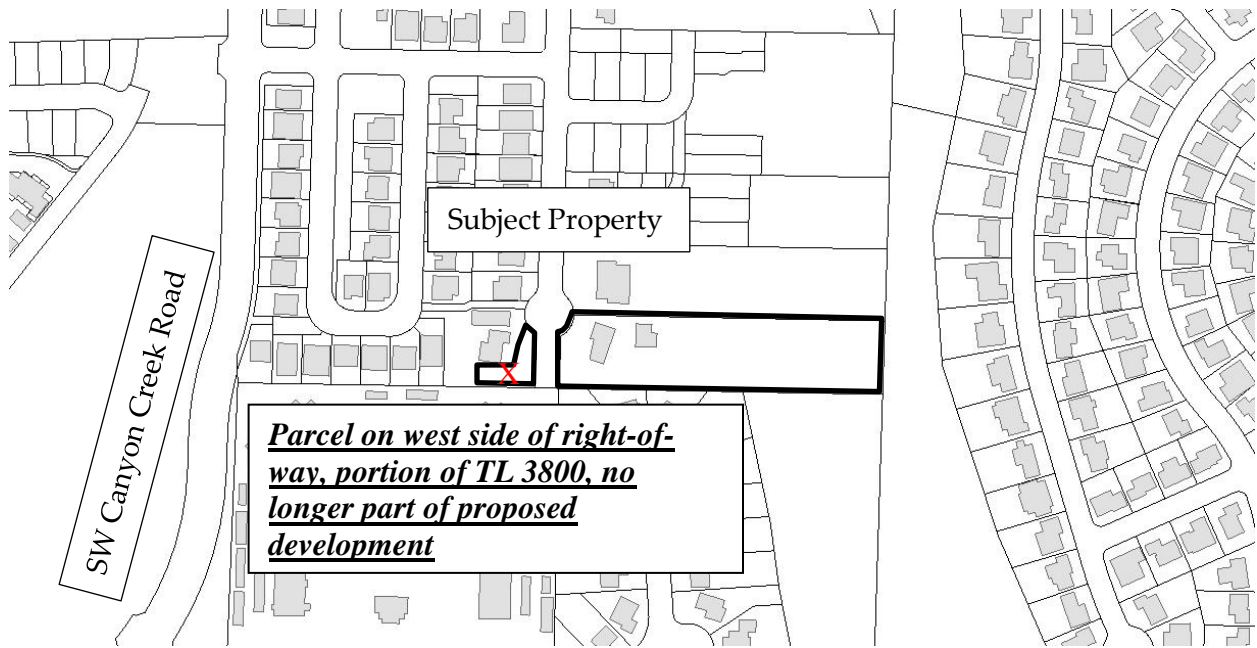 Subject Property
SW Canyon Creek Road
X
Parcel on west side of right-of-
way, portion of TL 3800, no
longer part of proposed
development